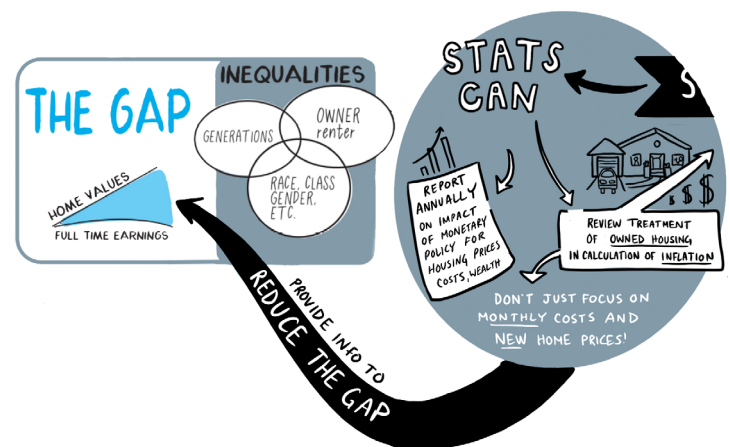 THE GAP
HOME VALUES
FULL TIME EARNINGS
INEQUALITIES
GENERATIONS
OWNER
renter
RACE, CLASS
GENDER,
ETC.
STATS
CAN
S
REPORT
ANNUALLY
ON IMPACT
OF MONETARY
POLICY FOR
HOUSING PRICES
COSTS, WEALTH
$ $ $
REVIEW TREATMENT
OF OWNED HOUSING
IN CALCULATION OF INFLATION
DON'T JUST FOCUS ON
MONTHLY COSTS AND
NEW HOME PRICES!
PROVIDE INFO TO
REDUCE THE GAP